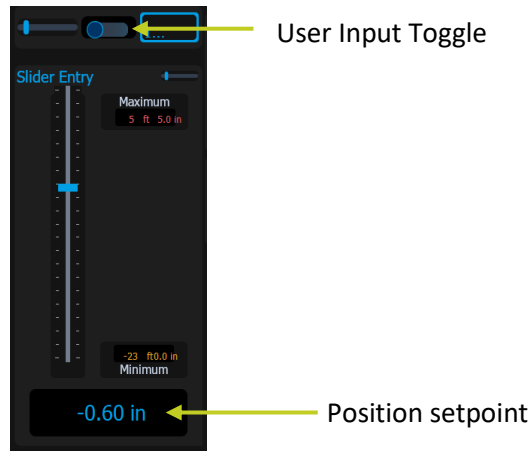 User Input Toggle
Slider Entry
Maximum
5 ft 5.0 in
-23 ft0.0 in
Minimum
-0.60 in
Position setpoint